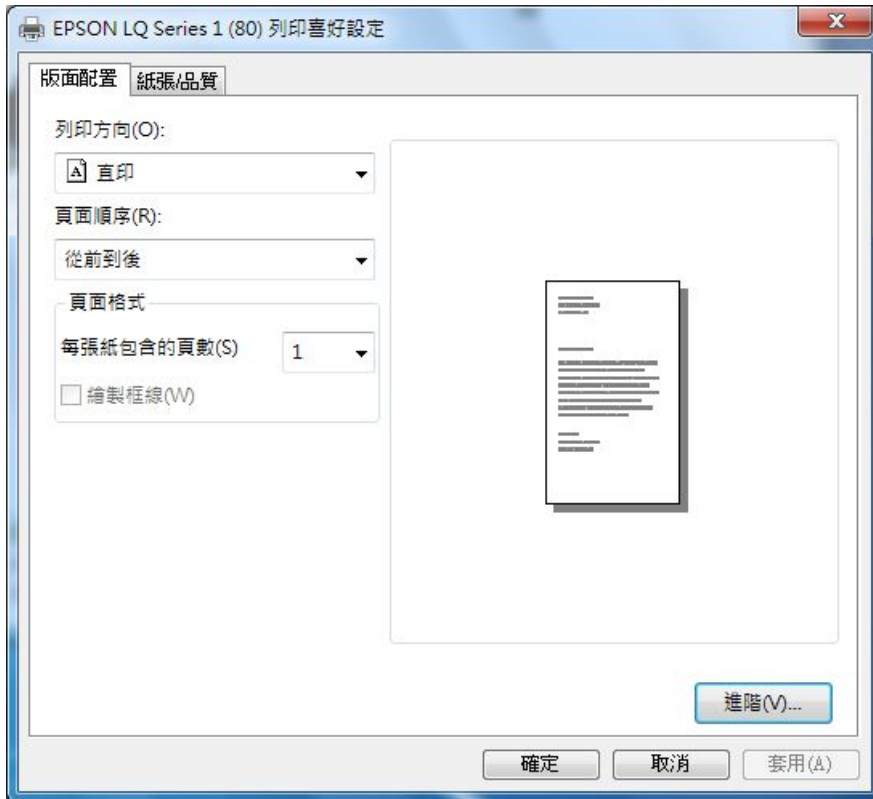 EPSON LQ Series 1 (80) 列印喜好設定
版面配置 紙張/品質
列印方向(O):
A 直印
頁面順序(R):
從前到後
頁面格式
每張紙包含的頁數(S) 1
繪製框線(W)
進階(V)...
確定 取消 套用(A)